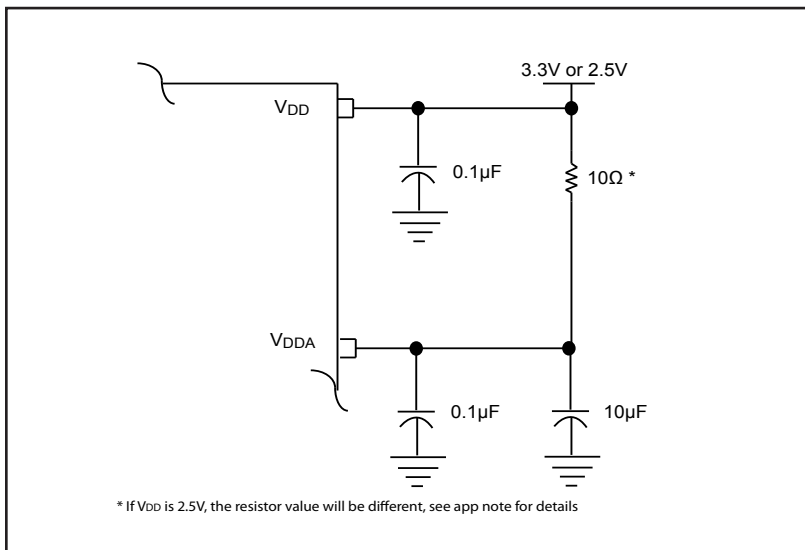 3.3V or 2.5V
VDD
0.1µF
10Ω *
VDDA
0.1µF
10µF
* If VDD is 2.5V, the resistor value will be different, see app note for details